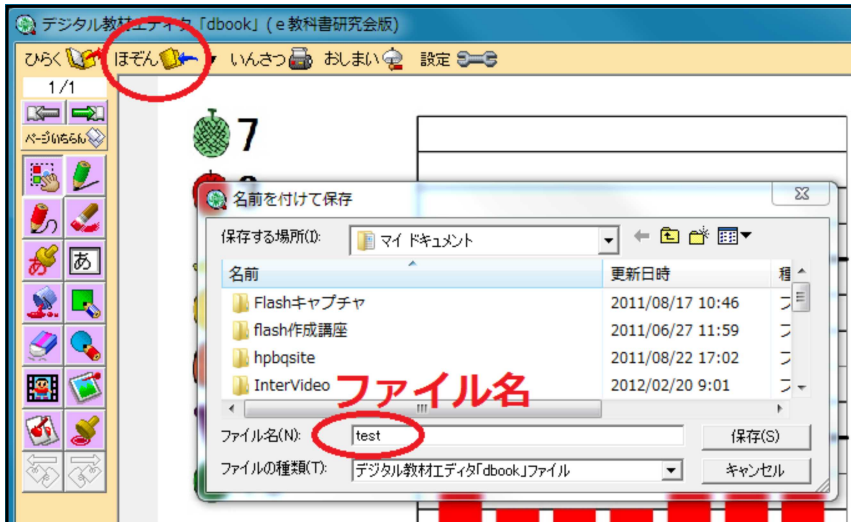 デジタル教材エディタ「dbook」(e教科書研究会版)
ひらく ほぞん いんさつ おしまい 設定
1/1
ページいちらん
7
あ
あ
名前を付けて保存
保存する場所(I): マイ ドキュメント
名前 更新日時 種
Flashキャプチャ 2011/08/17 10:46 フ
flash作成講座 2011/06/27 11:59 フ
hpbqsite 2011/08/22 17:02 フ
InterVideo 2012/02/20 9:01 フ
ファイル名
ファイル名(N): test 保存(S)
ファイルの種類(T): デジタル教材エディタ「dbook」ファイル キャンセル